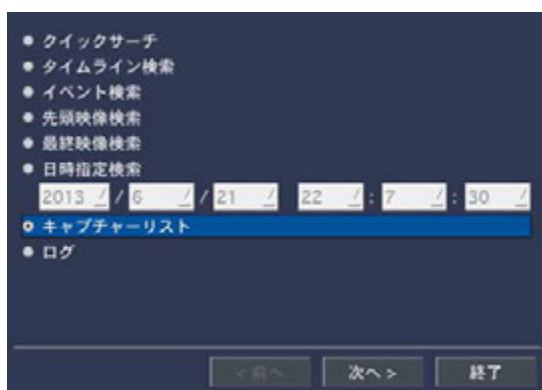 クイックサーチ
タイムライン検索
イベント検索
先頭映像検索
最終映像検索
日時指定検索
2013 / 6 / 21 22 : 7 : 30
キャプチャーリスト
ログ
<前へ 次へ> 終了